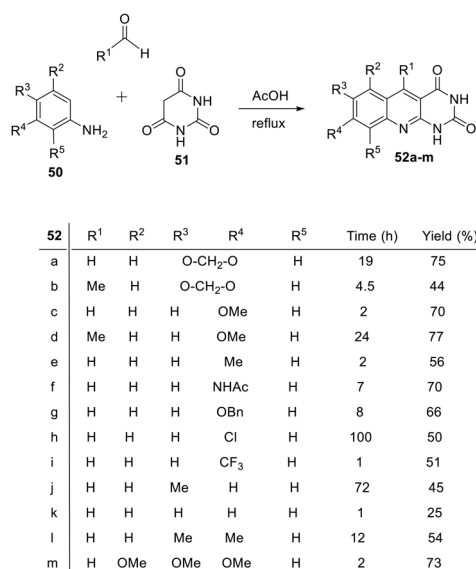 O
R1 H
R2
R3
R4 NH2
R5
50
+
O
NH
O N O
H
51
AcOH
reflux
R2 R1 O
R3 NH
R4 N N O
R5 H
52a-m
52 R1 R2 R3 R4 R5 Time (h) Yield (%)
a H H O-CH2-O H 19 75
b Me H O-CH2-O H 4.5 44
c H H H OMe H 2 70
d Me H H OMe H 24 77
e H H H Me H 2 56
f H H H NHAc H 7 70
g H H H OBn H 8 66
h H H H Cl H 100 50
i H H H CF3 H 1 51
j H H Me H H 72 45
k H H H H H 1 25
l H H Me Me H 12 54
m H OMe OMe OMe H 2 73